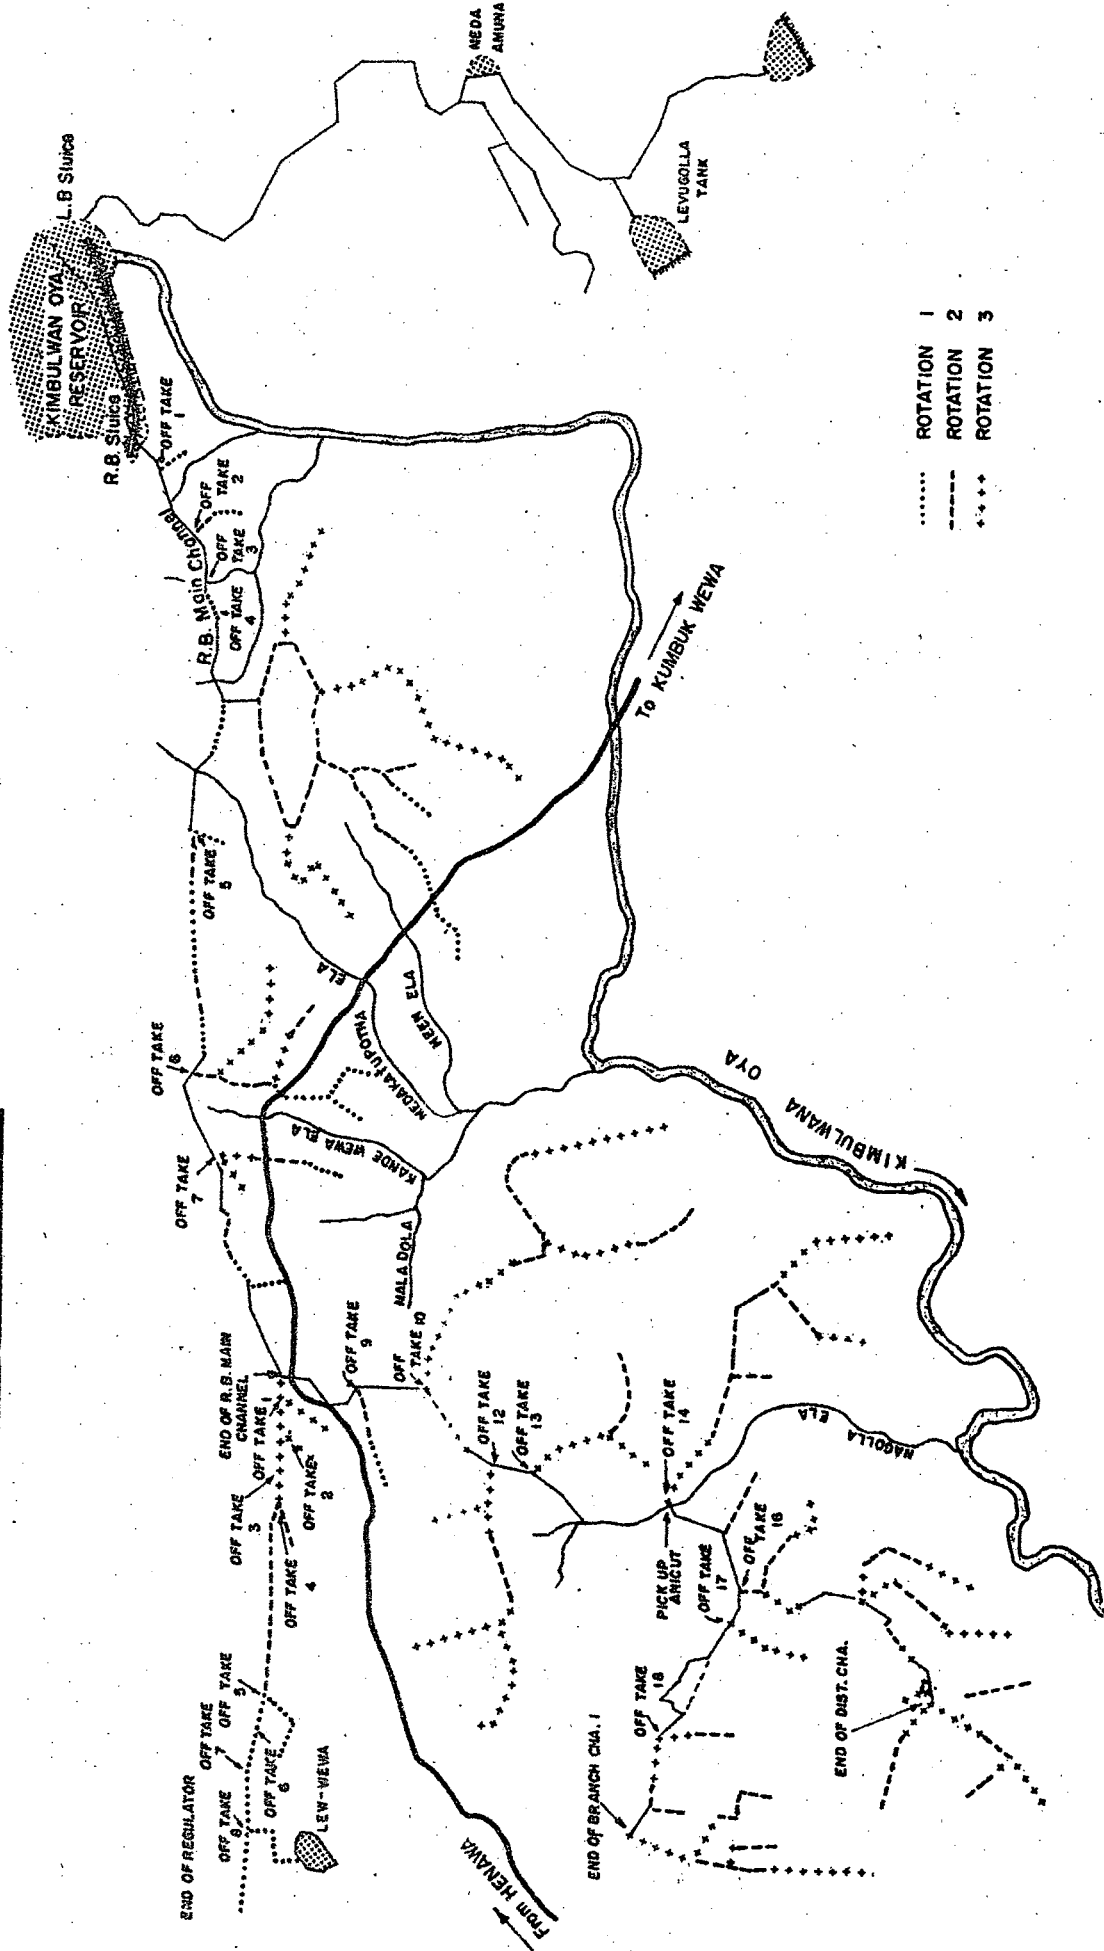 KIMBULWAN OYA
RESERVOIR
L.B Sluice
R.B. Sluice
OFF TAKE
1
R.B. Main Channel
OFF
TAKE
2
OFF
TAKE
3
OFF TAKE
4
OFF TAKE
5
OFF TAKE
6
OFF TAKE
7
MEDA
AMUNA
LEVUGOLLA
TANK
ROTATION 1
ROTATION 2
ROTATION 3
To KUMBUK WEWA
ELA
MEDAKATUPOTHA
HEEN ELA
KANDE WEWA ELA
MALA DOLA
KIMBULWANA
OYA
END OF R.B. MAIN
CHANNEL
OFF TAKE 1
OFF TAKE
2
OFF TAKE
3
OFF TAKE
4
OFF TAKE
5
OFF TAKE
6
OFF TAKE
7
OFF TAKE
8
END OF REGULATOR
LEW-WEWA
From HENAWA
OFF TAKE
9
OFF
TAKE 10
OFF TAKE
12
OFF TAKE
13
OFF TAKE
14
PICK UP
ANICUT
OFF TAKE
16
OFF TAKE
17
OFF TAKE
18
HAGOLLA
ELA
END OF BRANCH CHA. I
END OF DIST. CHA.